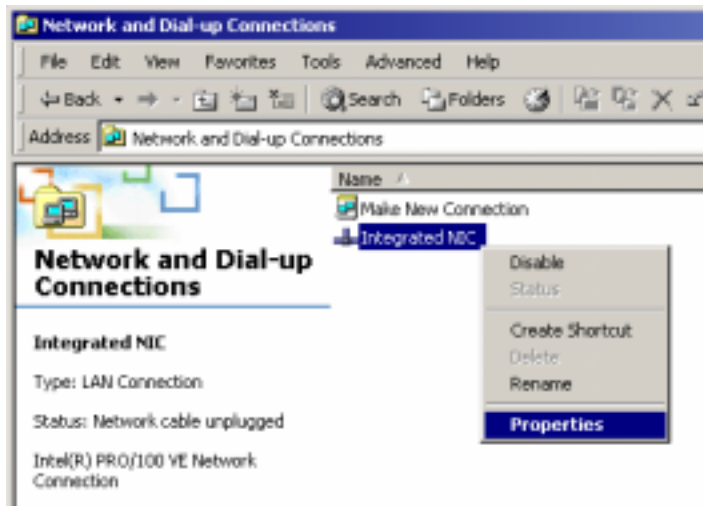 Network and Dial-up Connections
File Edit View Favorites Tools Advanced Help
Back Search Folders
Address Network and Dial-up Connections
Name
Make New Connection
Integrated NIC
Network and Dial-up
Connections
Integrated NIC
Type: LAN Connection
Status: Network cable unplugged
Intel(R) PRO/100 VE Network
Connection
Disable
Status
Create Shortcut
Delete
Rename
Properties